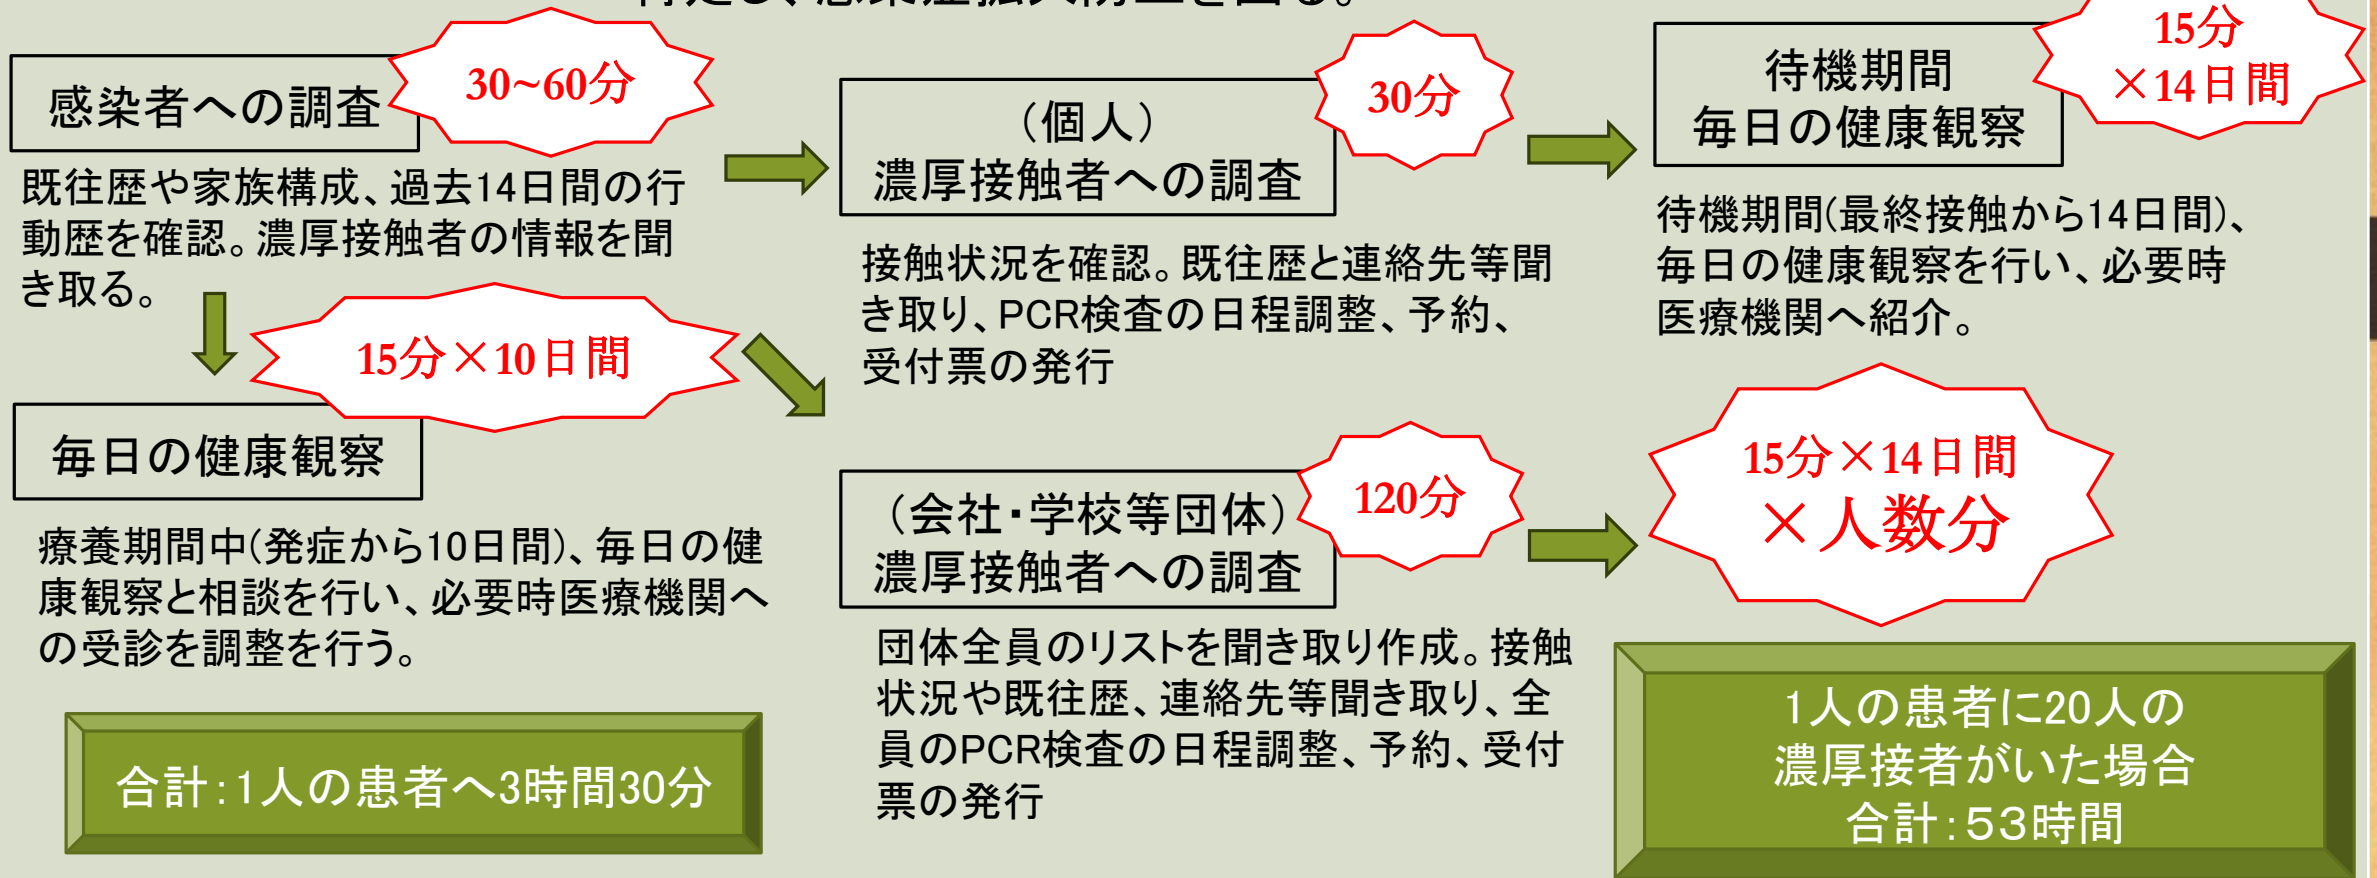 感染者への調査
30~60分
既往歴や家族構成、過去14日間の行
動歴を確認。濃厚接触者の情報を聞
き取る。
15分×10日間
毎日の健康観察
療養期間中(発症から10日間)、毎日の健
康観察と相談を行い、必要時医療機関へ
の受診を調整を行う。
合計:1人の患者へ3時間30分
(個人)
濃厚接触者への調査
30分
接触状況を確認。既往歴と連絡先等聞
き取り、PCR検査の日程調整、予約、
受付票の発行
(会社・学校等団体)
濃厚接触者への調査
120分
団体全員のリストを聞き取り作成。接触
状況や既往歴、連絡先等聞き取り、全
員のPCR検査の日程調整、予約、受付
票の発行
待機期間
毎日の健康観察
15分
×14日間
待機期間(最終接触から14日間)、
毎日の健康観察を行い、必要時
医療機関へ紹介。
15分×14日間
×人数分
1人の患者に20人の
濃厚接者がいた場合
合計:53時間